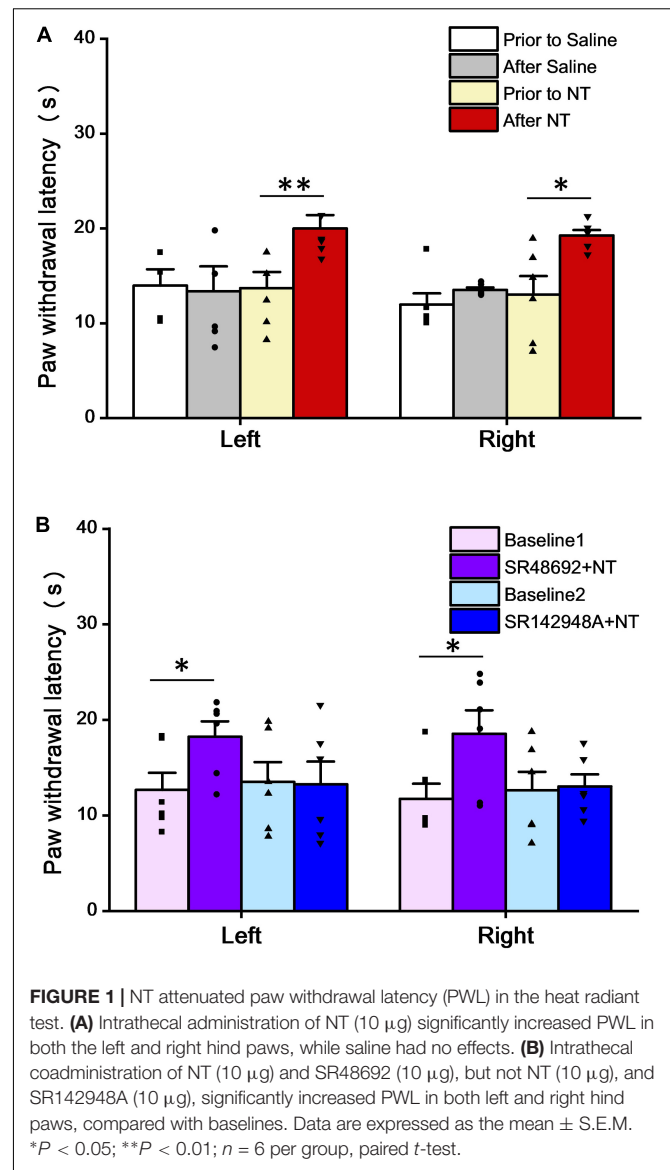 A
40
30
20
10
0
Paw withdrawal latency (s)
Prior to Saline
After Saline
Prior to NT
After NT
**
*
Left
Right
B
40
30
20
10
0
Paw withdrawal latency (s)
Baseline1
SR48692+NT
Baseline2
SR142948A+NT
*
*
Left
Right
FIGURE 1 | NT attenuated paw withdrawal latency (PWL) in the heat radiant
test. (A) Intrathecal administration of NT (10 μg) significantly increased PWL in
both the left and right hind paws, while saline had no effects. (B) Intrathecal
coadministration of NT (10 μg) and SR48692 (10 μg), but not NT (10 μg), and
SR142948A (10 μg), significantly increased PWL in both left and right hind
paws, compared with baselines. Data are expressed as the mean ± S.E.M.
*P < 0.05; **P < 0.01; n = 6 per group, paired t-test.